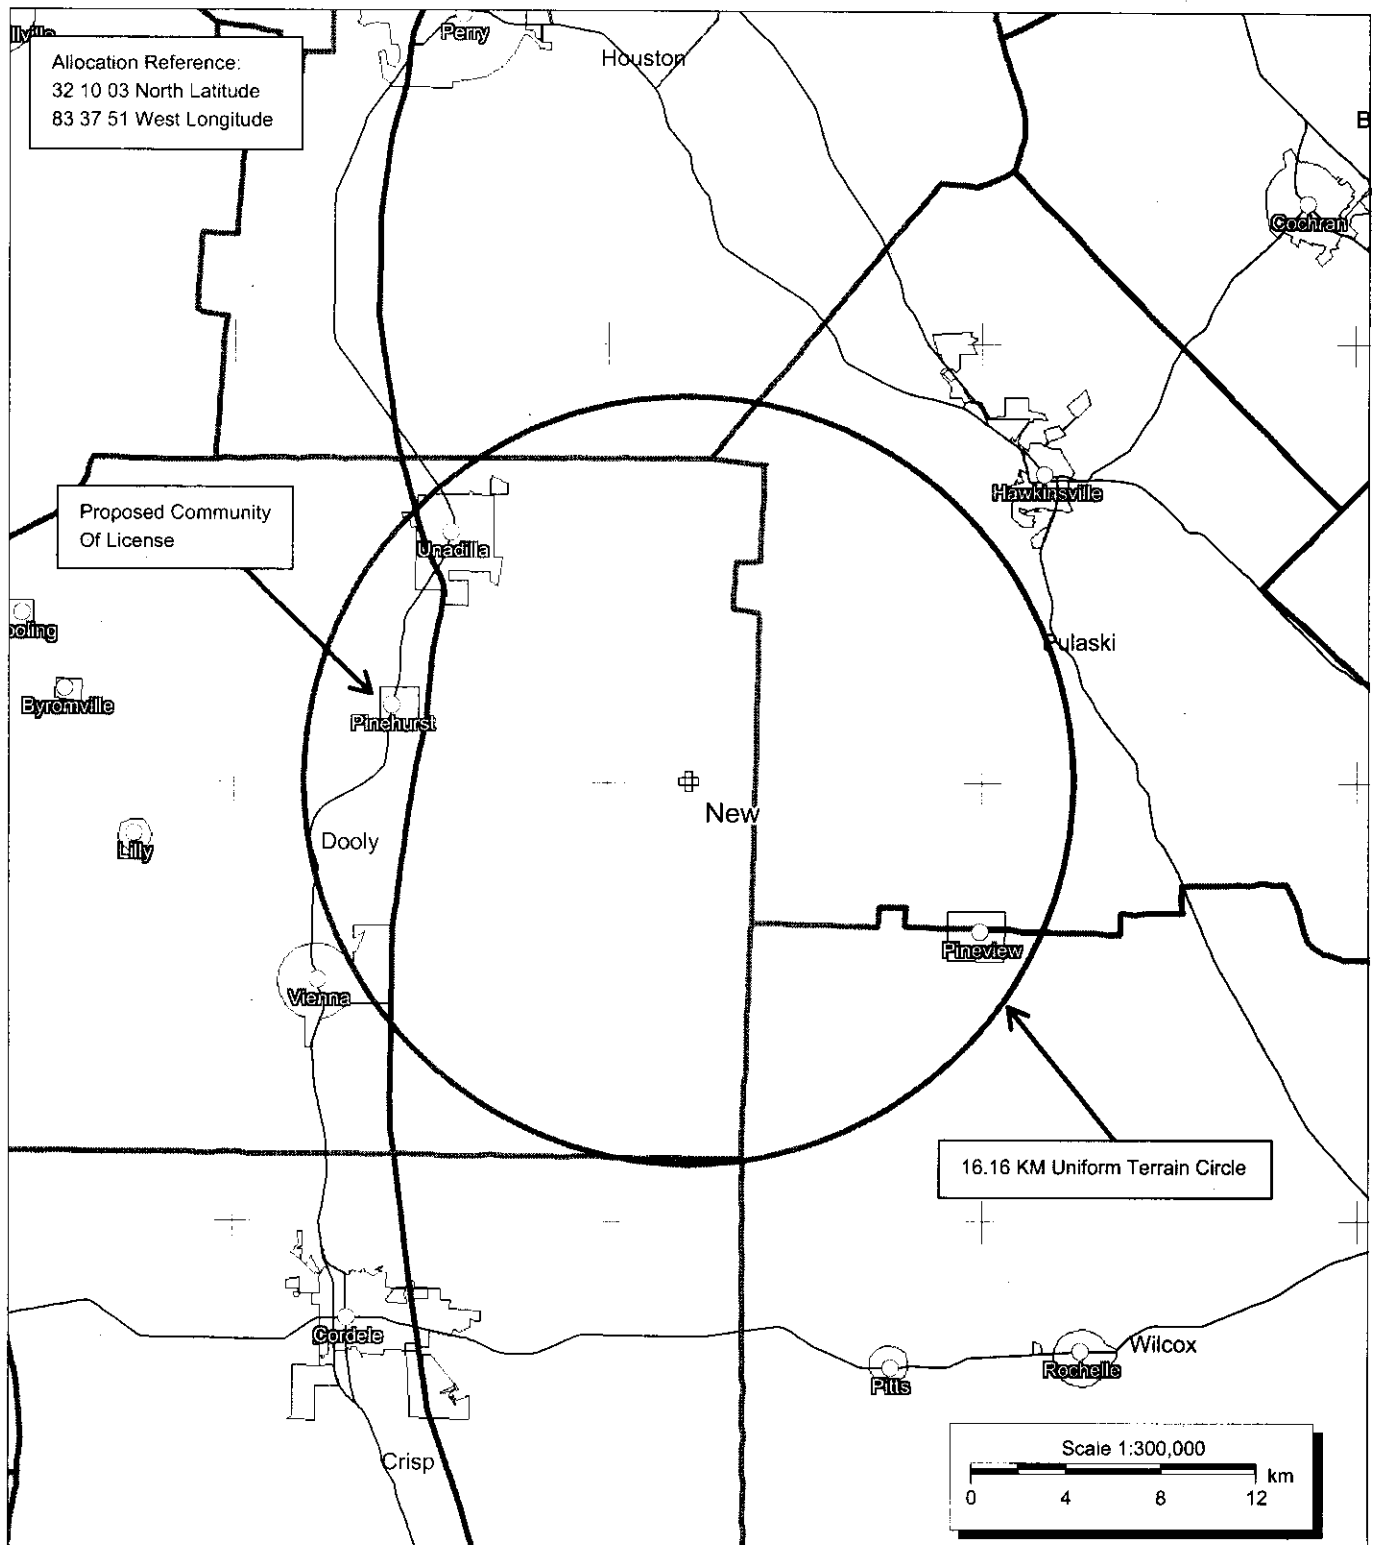 Perry
Houston
Allocation Reference:
32 10 03 North Latitude
83 37 51 West Longitude
B
Cochran
Hawkinsville
Proposed Community
Of License
Unadilla
ooling
Pulaski
Byromville
Pinehurst
New
Dooly
Lilly
Pineview
Vienna
16.16 KM Uniform Terrain Circle
Cordele
Wilcox
Rochelle
Pitts
Crisp
Scale 1:300,000
km
0 4 8 12